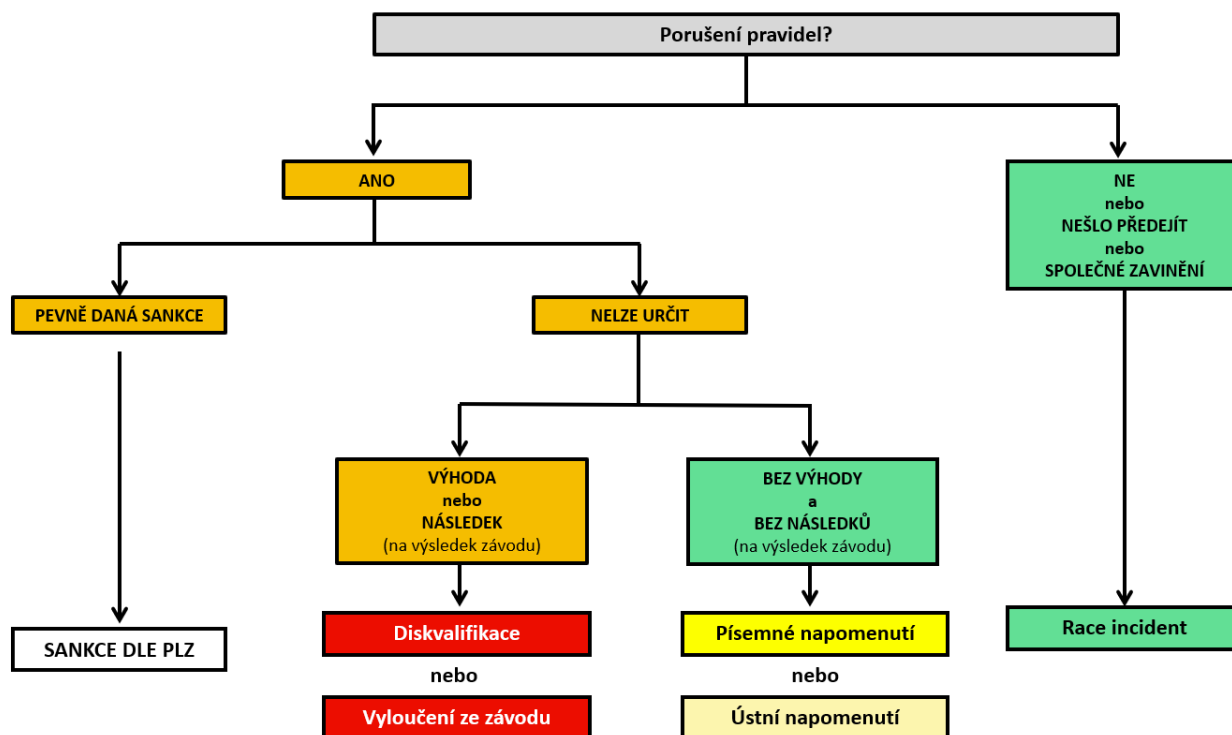 Porušení pravidel?
ANO
NE
nebo
NEŠLO PŘEDEJÍT
nebo
SPOLEČNÉ ZAVINĚNÍ
PEVNĚ DANÁ SANKCE
NELZE URČIT
VÝHODA
nebo
NÁSLEDEK
(na výsledek závodu)
BEZ VÝHODY
a
BEZ NÁSLEDKŮ
(na výsledek závodu)
SANKCE DLE PLZ
Diskvalifikace
nebo
Vyloučení ze závodu
Písemné napomenutí
nebo
Ústní napomenutí
Race incident